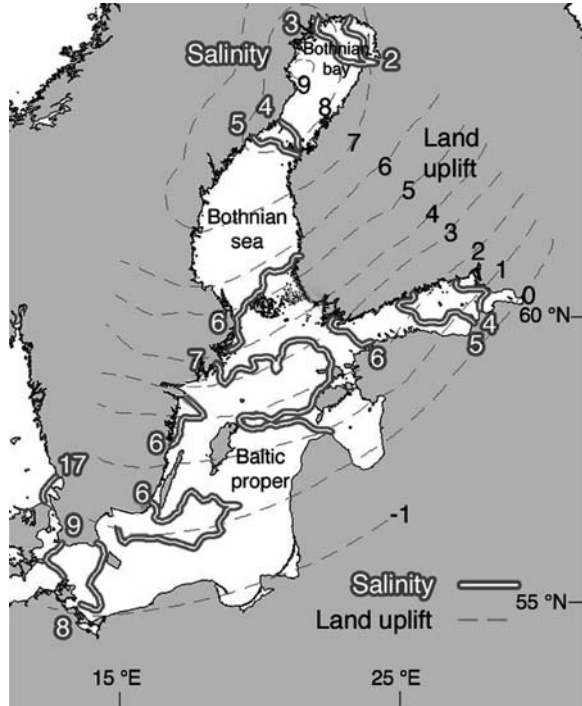 3
2
Bothnian
bay
Salinity
9
4
8
5
7
Land
uplift
6
5
4
3
Bothnian
sea
2
1
0
60 °N
6
4
5
7
6
6
Baltic
proper
17
6
9
-1
Salinity
Land uplift
55 °N
8
15 °E
25 °E